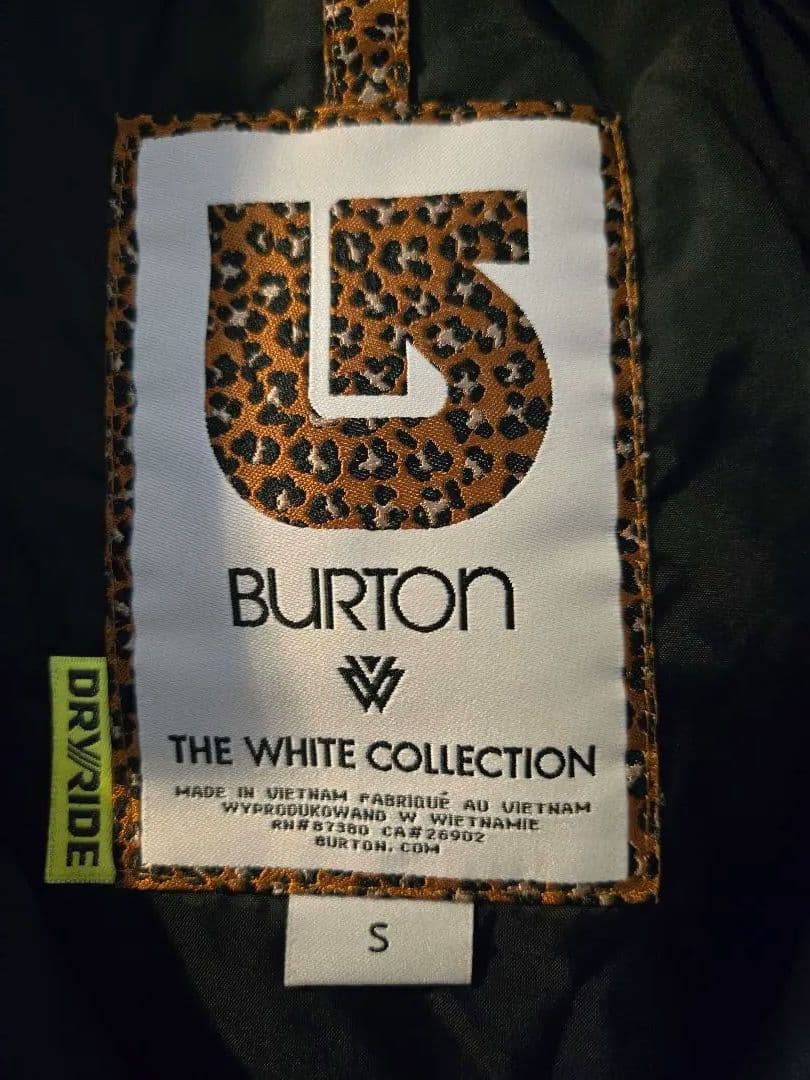 BURTON
THE WHITE COLLECTION
MADE IN VIETNAM FABRIQUÉ AU VIETNAM
WYPRODUKOWANO W WIETNAMIE
RN#87380 CA#26902
BURTON.COM
DRYRIDE
S